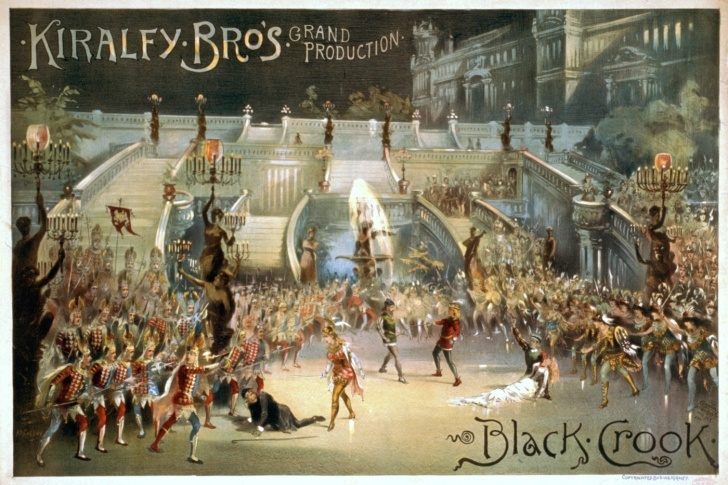 ·KIRALFY·BRO'S· GRAND
PRODUCTION·
Black·Crook·